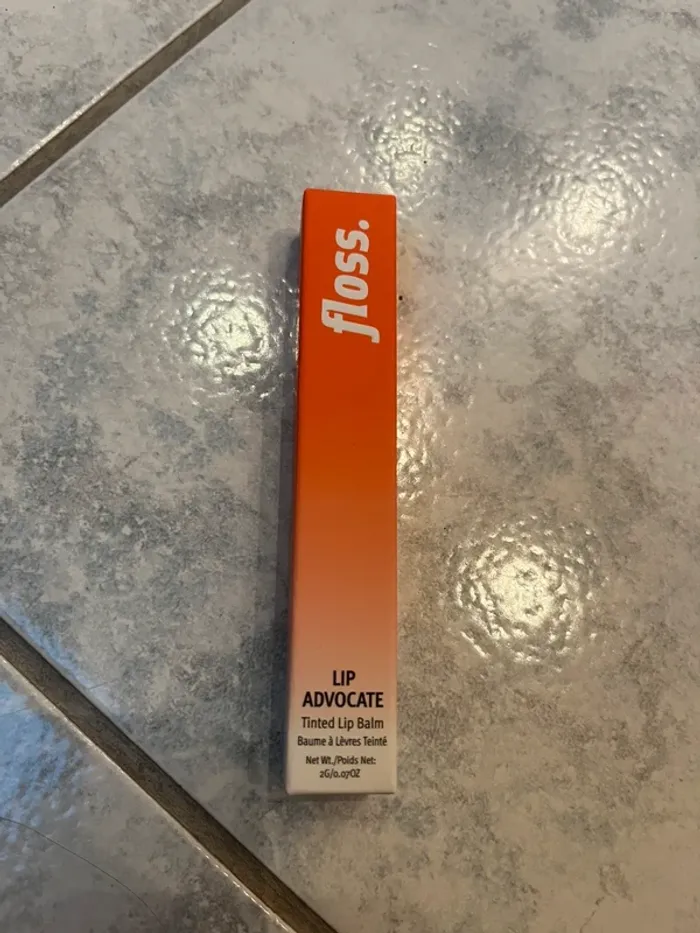 floss.
LIP
ADVOCATE
Tinted Lip Balm
Baume à Lèvres Teinté
Net Wt./Poids Net:
2G/0.07OZ